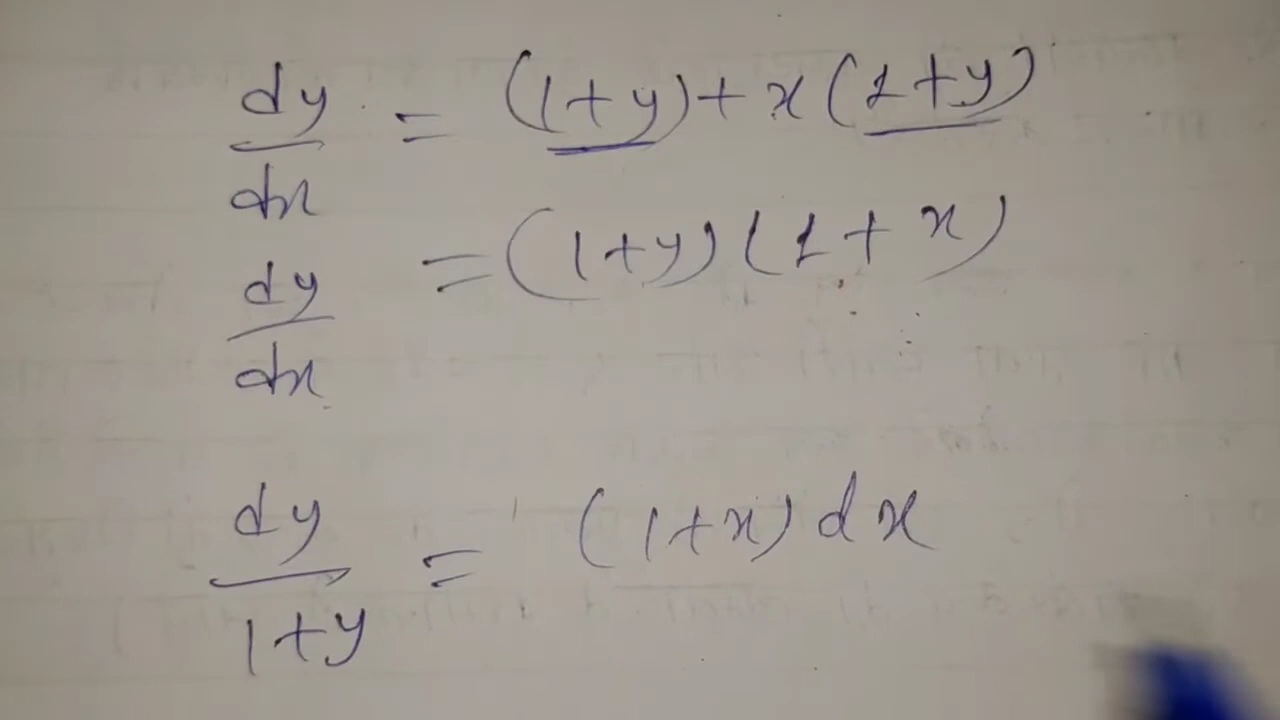 dy/dx = (1+y)+x(1+y)
dy/dx = (1+y)(1+x)
dy/1+y = (1+x)dx